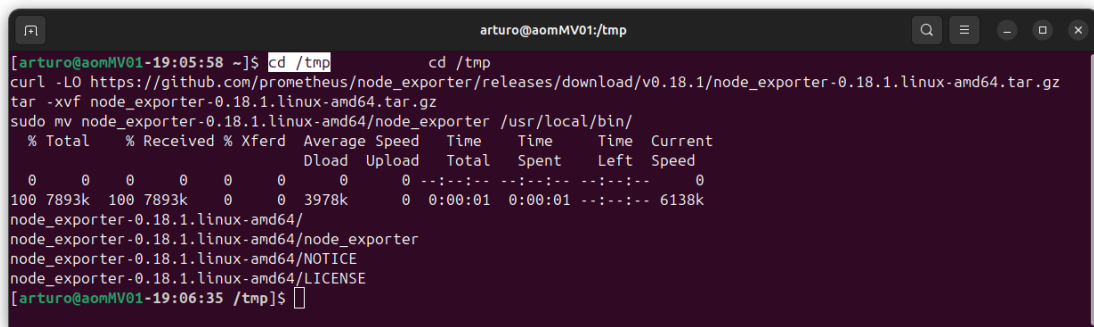 arturo@aomMV01:/tmp
[arturo@aomMV01-19:05:58 ~]$ cd /tmp            cd /tmp
curl -LO https://github.com/prometheus/node_exporter/releases/download/v0.18.1/node_exporter-0.18.1.linux-amd64.tar.gz
tar -xvf node_exporter-0.18.1.linux-amd64.tar.gz
sudo mv node_exporter-0.18.1.linux-amd64/node_exporter /usr/local/bin/
  % Total    % Received % Xferd  Average Speed   Time    Time     Time  Current
                                 Dload  Upload   Total   Spent    Left  Speed
  0     0    0     0    0     0      0      0 --:--:-- --:--:-- --:--:--     0
100 7893k  100 7893k    0     0  3978k      0  0:00:01  0:00:01 --:--:-- 6138k
node_exporter-0.18.1.linux-amd64/
node_exporter-0.18.1.linux-amd64/node_exporter
node_exporter-0.18.1.linux-amd64/NOTICE
node_exporter-0.18.1.linux-amd64/LICENSE
[arturo@aomMV01-19:06:35 /tmp]$